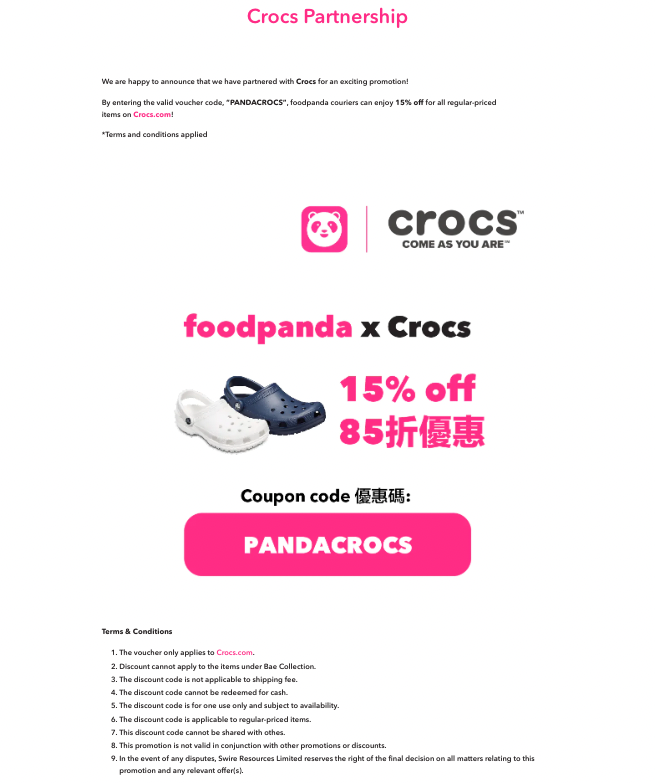 Crocs Partnership
We are happy to announce that we have partnered with Crocs for an exciting promotion!
By entering the valid voucher code, "PANDACROCS", foodpanda couriers can enjoy 15% off for all regular-priced
items on Crocs.com!
*Terms and conditions applied
crocs™
COME AS YOU ARE™
foodpanda x Crocs
15% off
85折優惠
Coupon code 優惠碼:
PANDACROCS
Terms & Conditions
1. The voucher only applies to Crocs.com.
2. Discount cannot apply to the items under Bae Collection.
3. The discount code is not applicable to shipping fee.
4. The discount code cannot be redeemed for cash.
5. The discount code is for one use only and subject to availability.
6. The discount code is applicable to regular-priced items.
7. This discount code cannot be shared with othes.
8. This promotion is not valid in conjunction with other promotions or discounts.
9. In the event of any disputes, Swire Resources Limited reserves the right of the final decision on all matters relating to this
promotion and any relevant offer(s).